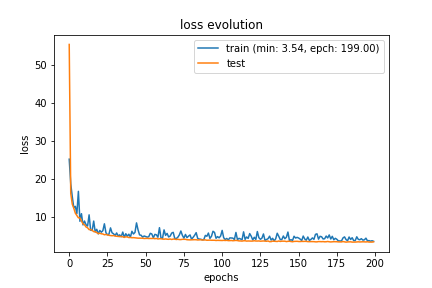 loss evolution
train (min: 3.54, epch: 199.00)
test
50
40
30
20
10
loss
0 25 50 75 100 125 150 175 200
epochs